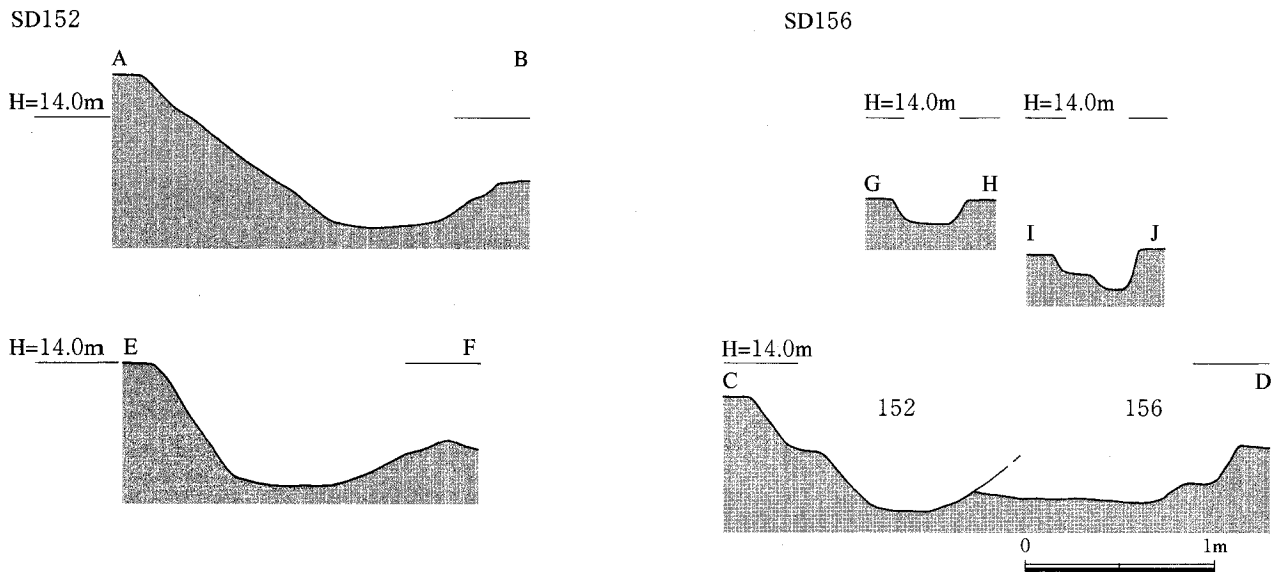 SD152
SD156
A B
H=14.0m
H=14.0m H=14.0m
G H
I J
H=14.0m E F
H=14.0m
C D
152 156
0 1m